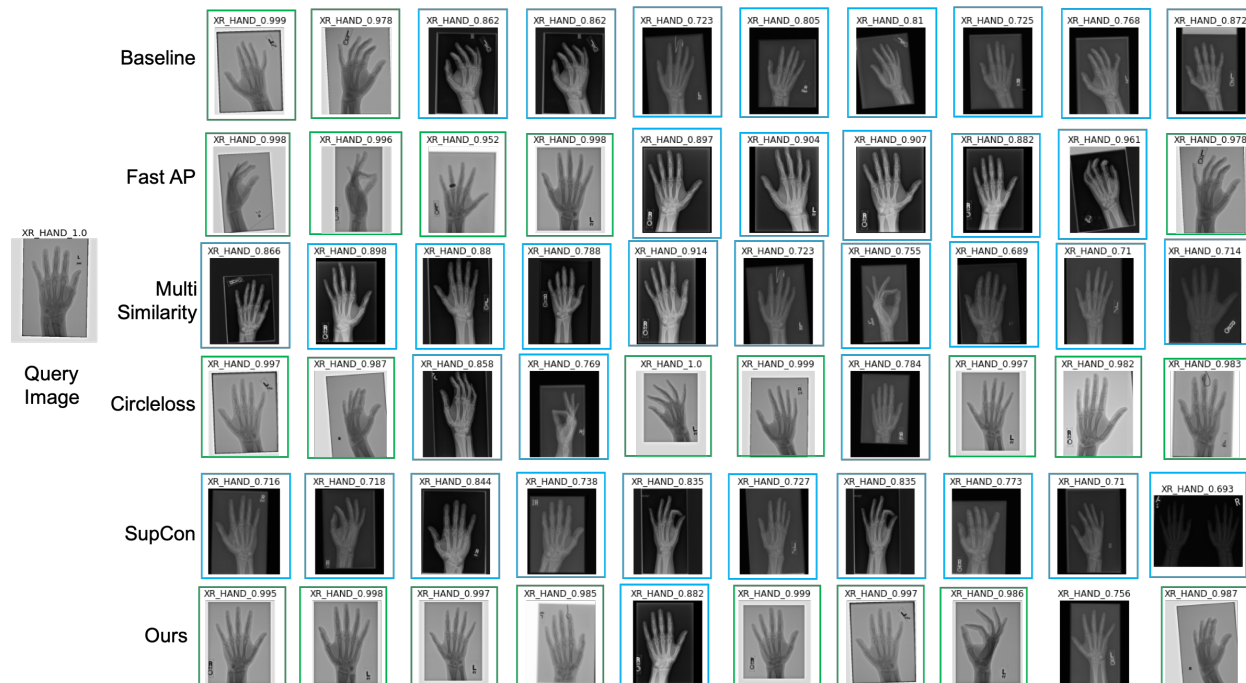 XR_HAND_0.999 XR_HAND_0.978 XR_HAND_0.862 XR_HAND_0.862 XR_HAND_0.723 XR_HAND_0.805 XR_HAND_0.81 XR_HAND_0.725 XR_HAND_0.768 XR_HAND_0.872
Baseline
XR_HAND_0.998 XR_HAND_0.996 XR_HAND_0.952 XR_HAND_0.998 XR_HAND_0.897 XR_HAND_0.904 XR_HAND_0.907 XR_HAND_0.882 XR_HAND_0.961 XR_HAND_0.978
Fast AP
XR_HAND_1.0
Query
Image
XR_HAND_0.866 XR_HAND_0.898 XR_HAND_0.88 XR_HAND_0.788 XR_HAND_0.914 XR_HAND_0.723 XR_HAND_0.755 XR_HAND_0.689 XR_HAND_0.71 XR_HAND_0.714
Multi
Similarity
XR_HAND_0.997 XR_HAND_0.987 XR_HAND_0.858 XR_HAND_0.769 XR_HAND_1.0 XR_HAND_0.999 XR_HAND_0.784 XR_HAND_0.997 XR_HAND_0.982 XR_HAND_0.983
Circleloss
XR_HAND_0.716 XR_HAND_0.718 XR_HAND_0.844 XR_HAND_0.738 XR_HAND_0.835 XR_HAND_0.727 XR_HAND_0.835 XR_HAND_0.773 XR_HAND_0.71 XR_HAND_0.693
SupCon
XR_HAND_0.995 XR_HAND_0.998 XR_HAND_0.997 XR_HAND_0.985 XR_HAND_0.882 XR_HAND_0.999 XR_HAND_0.997 XR_HAND_0.986 XR_HAND_0.756 XR_HAND_0.987
Ours